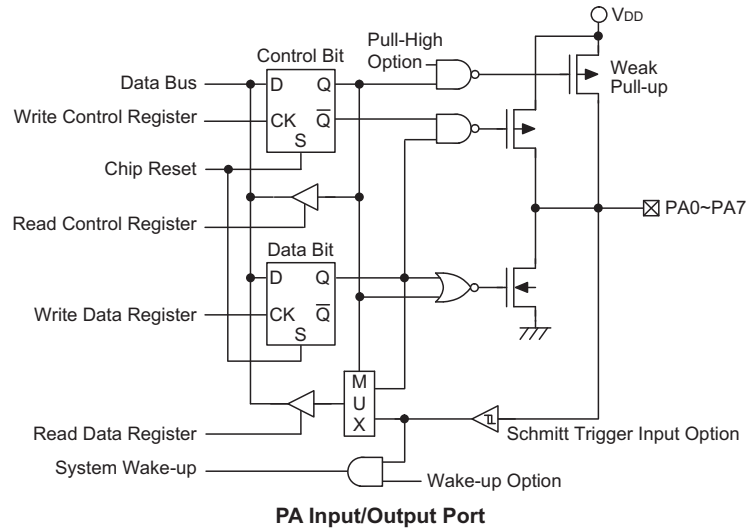 VDD
Control Bit
Pull-High
Option
Data Bus
D
Q
Weak
Pull-up
Write Control Register
CK
Q
S
Chip Reset
Read Control Register
PA0~PA7
Data Bit
D
Q
Write Data Register
CK
Q
S
M
U
X
Read Data Register
Schmitt Trigger Input Option
System Wake-up
Wake-up Option
PA Input/Output Port